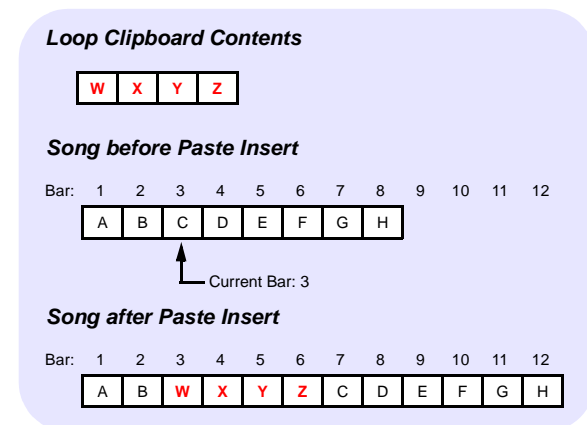 Loop Clipboard Contents
W X Y Z
Song before Paste Insert
Bar: 1 2 3 4 5 6 7 8 9 10 11 12
A B C D E F G H
Current Bar: 3
Song after Paste Insert
Bar: 1 2 3 4 5 6 7 8 9 10 11 12
A B W X Y Z C D E F G H